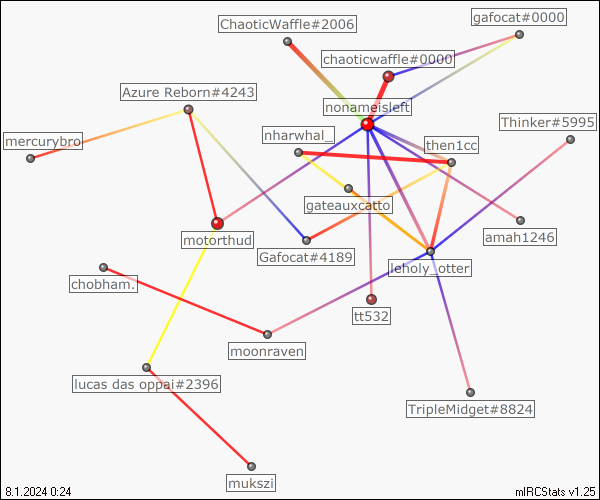 ChaoticWaffle#2006
gafocat#0000
chaoticwaffle#0000
Azure Reborn#4243
nonameisleft
Thinker#5995
mercurybro
nharwhal_
then1cc
gateauxcatto
motorthud
amah1246
Gafocat#4189
leholy_otter
chobham.
tt532
moonraven
lucas das oppai#2396
TripleMidget#8824
mukszi
8.1.2024 0:24
mIRCStats v1.25